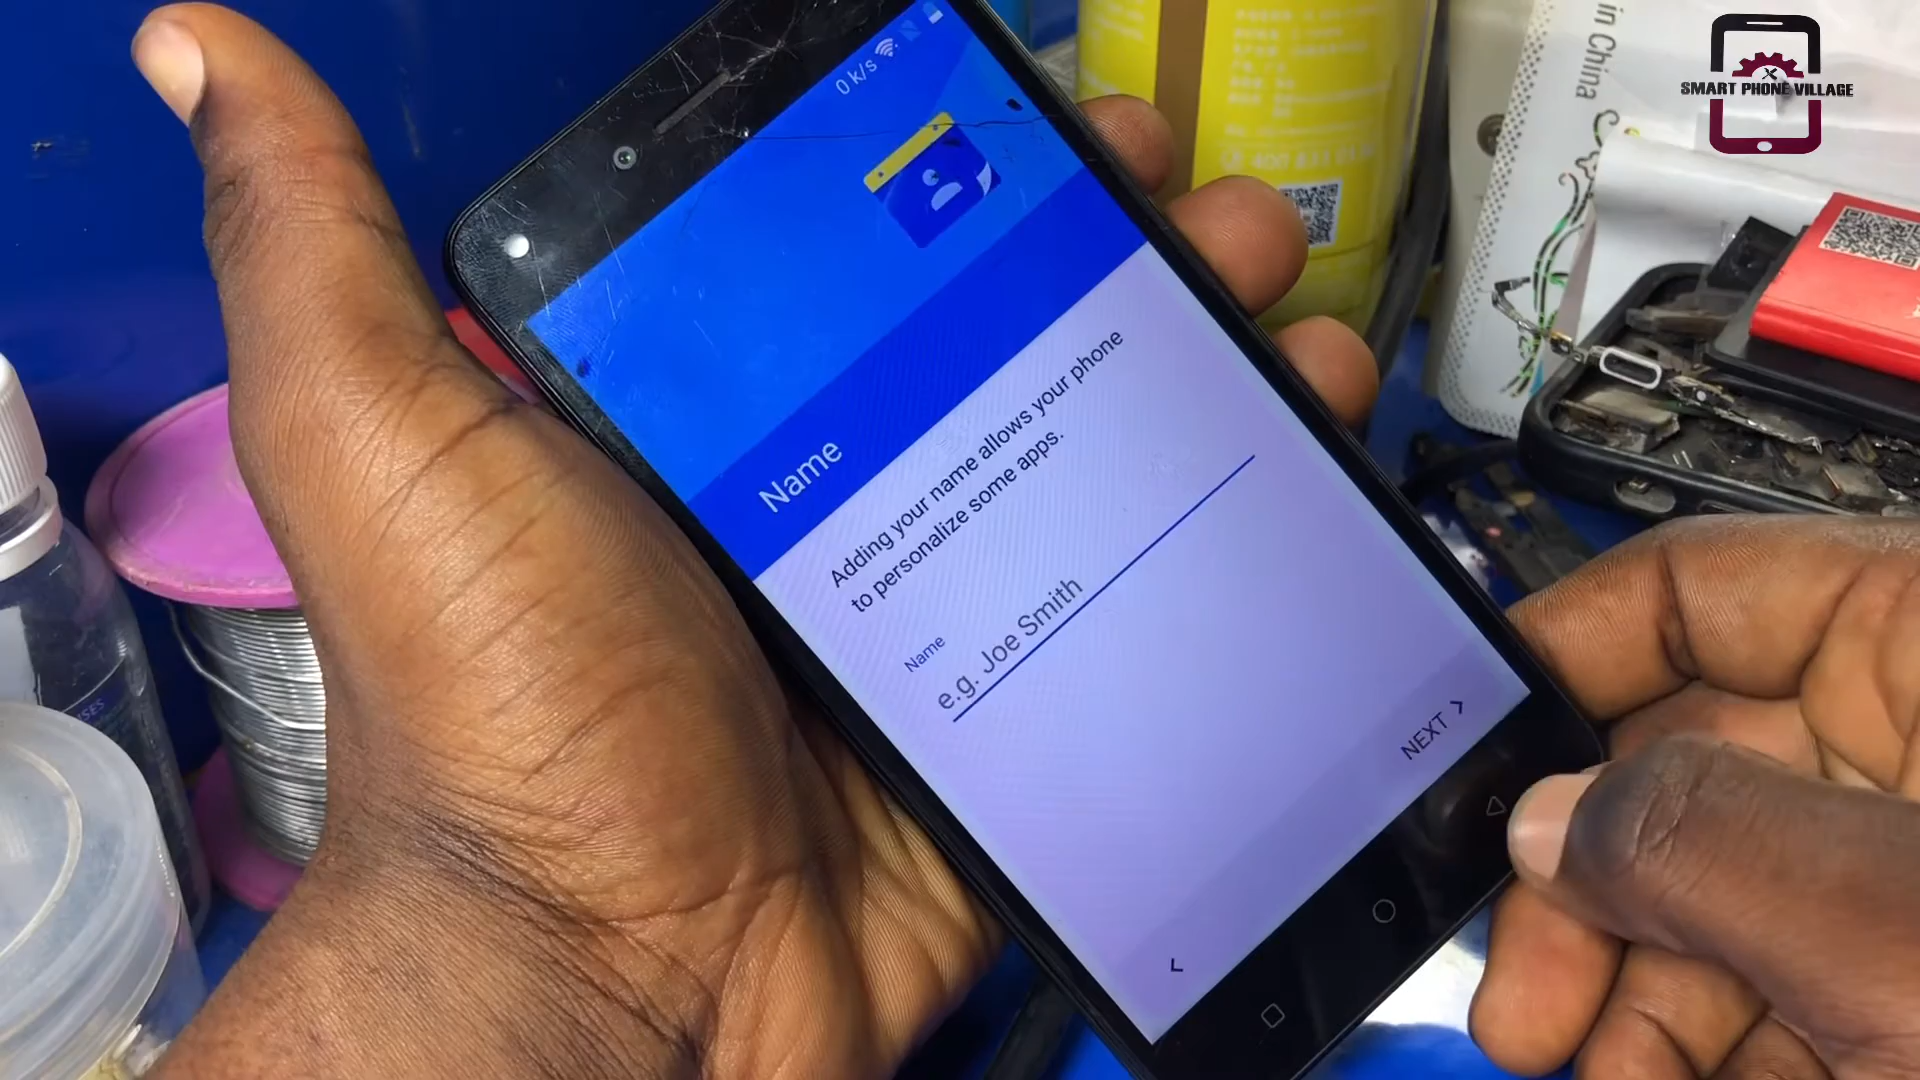 0 k/s
Name
Adding your name allows your phone
to personalize some apps.
Name
e.g. Joe Smith
NEXT
in China
SMART PHONE VILLAGE